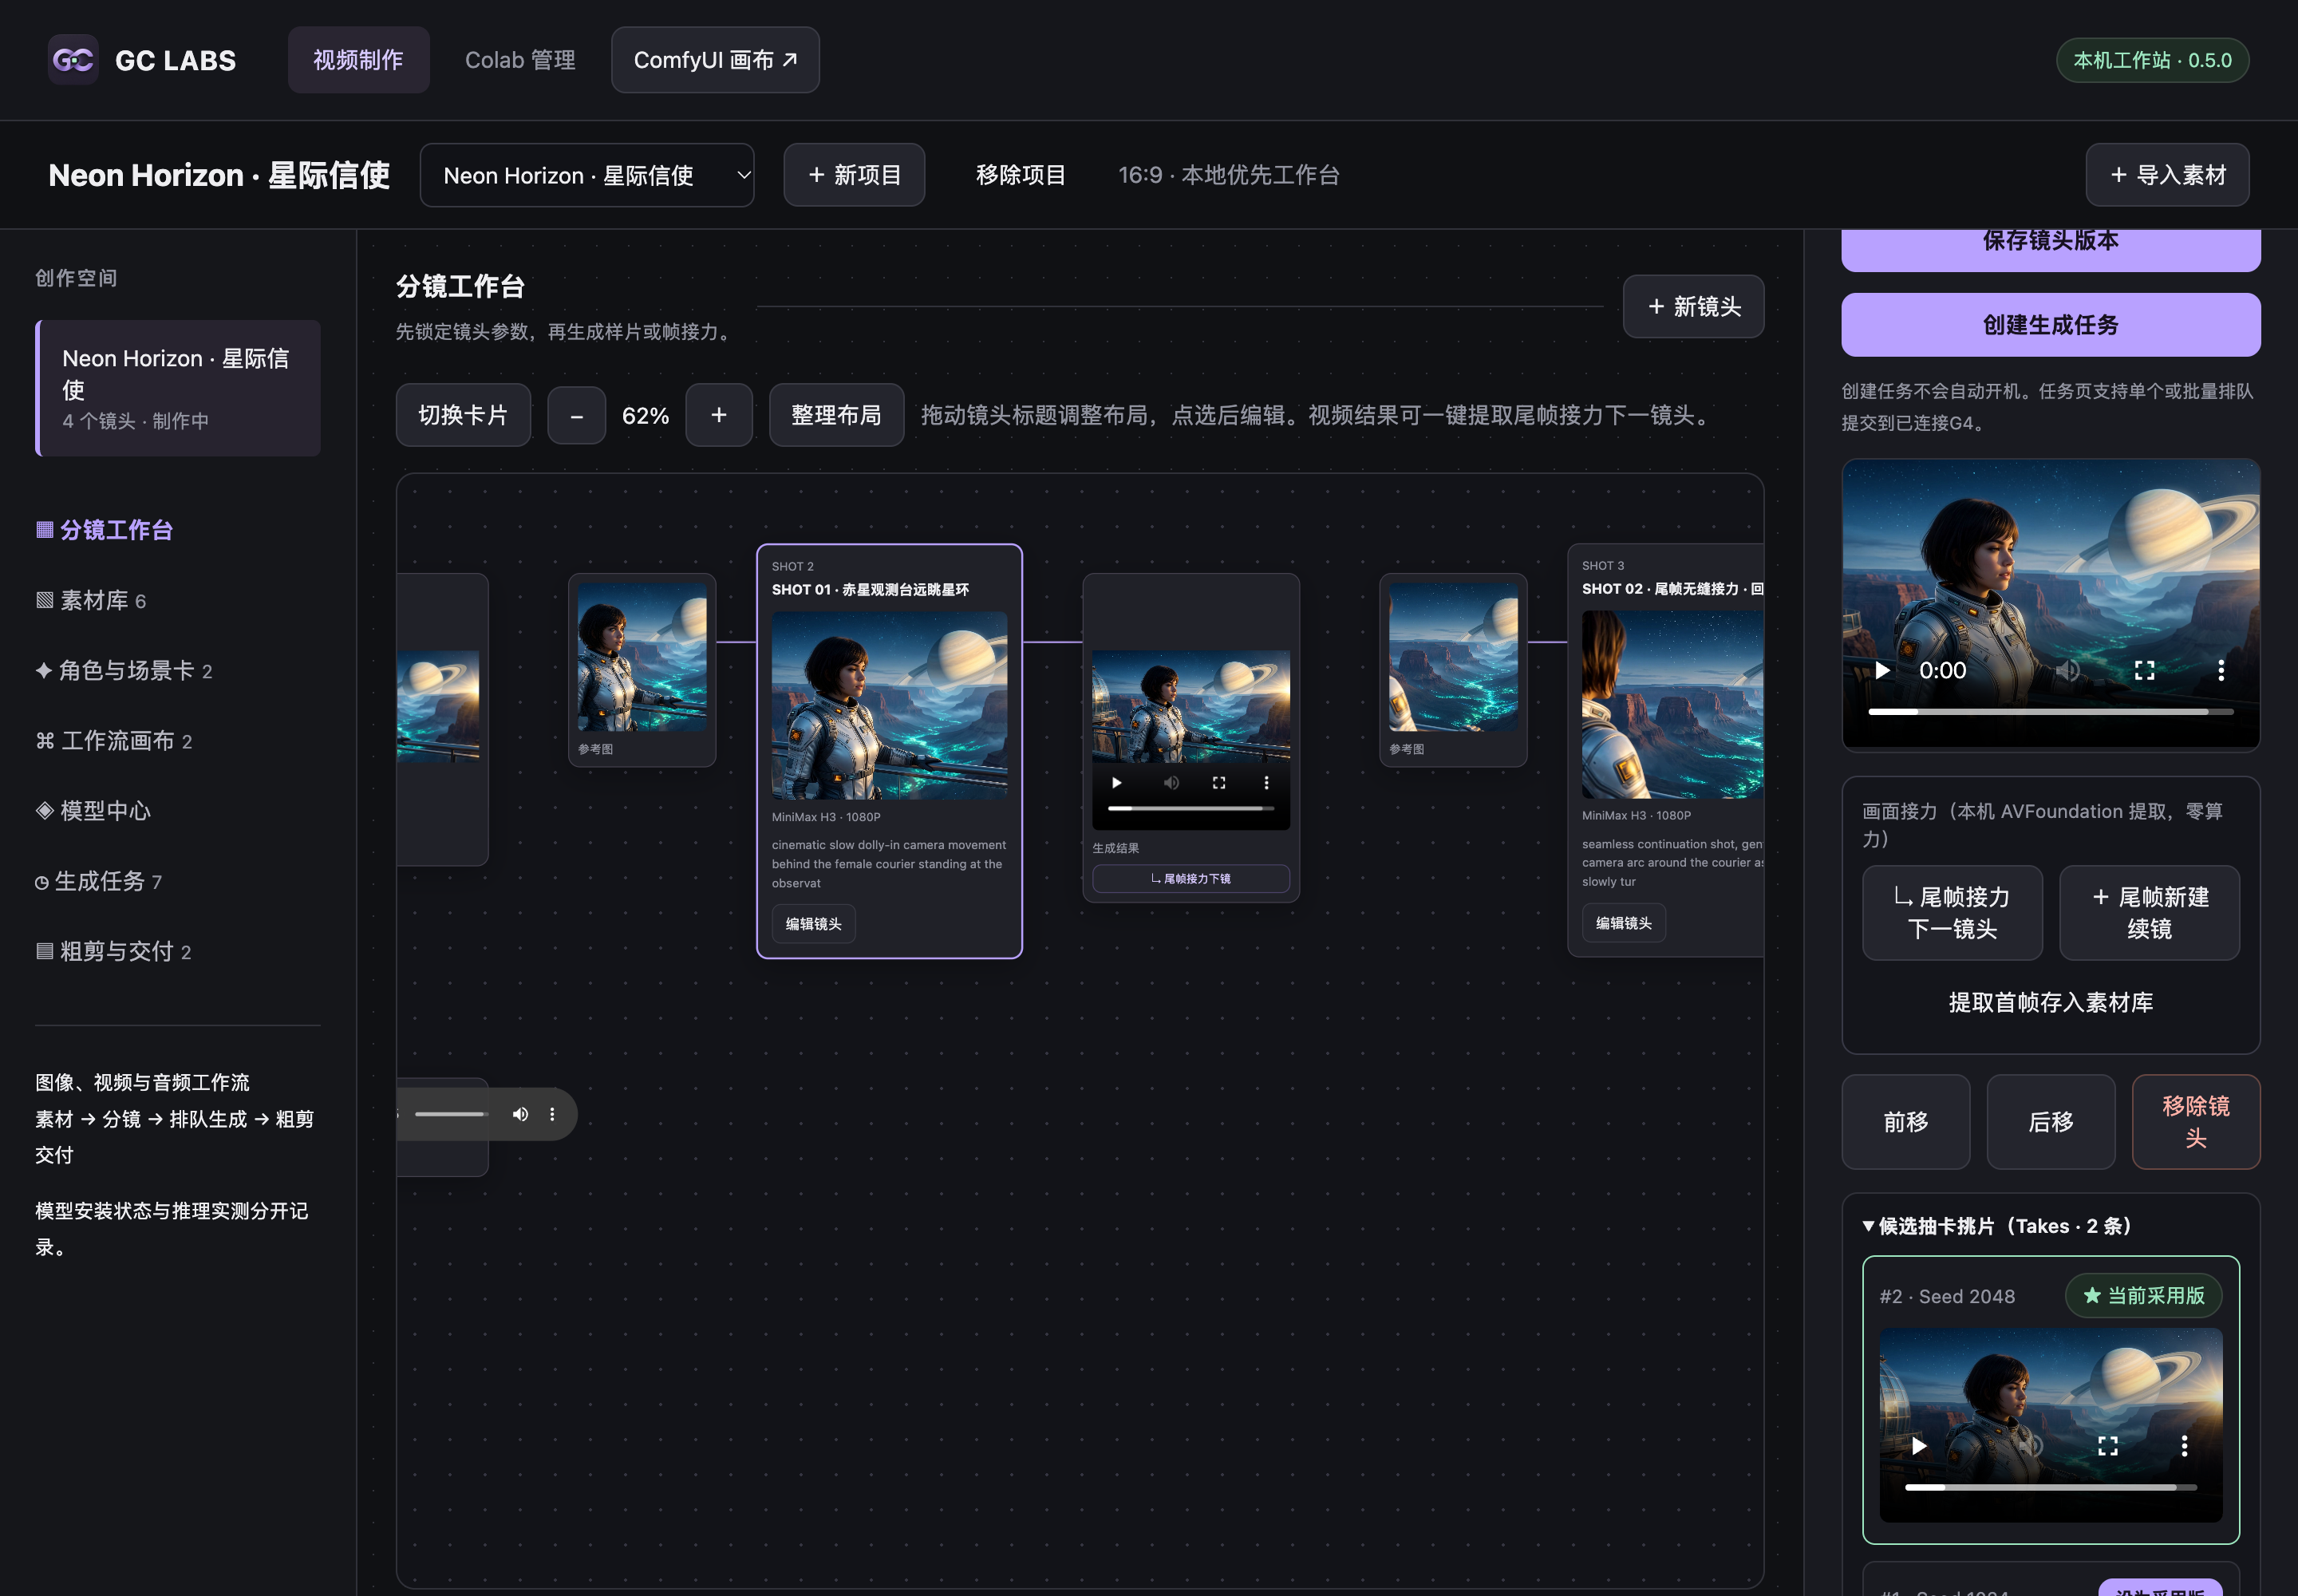 GC LABS
视频制作
Colab 管理
ComfyUI 画布 ↗
本机工作站 · 0.5.0
Neon Horizon · 星际信使
Neon Horizon · 星际信使
+ 新项目
移除项目
16:9 · 本地优先工作台
+ 导入素材
创作空间
Neon Horizon · 星际信
使
4 个镜头 · 制作中
分镜工作台
素材库 6
角色与场景卡 2
工作流画布 2
模型中心
生成任务 7
粗剪与交付 2
图像、视频与音频工作流
素材 → 分镜 → 排队生成 → 粗剪
交付
模型安装状态与推理实测分开记
录。
分镜工作台
先锁定镜头参数，再生成样片或帧接力。
+ 新镜头
切换卡片
−
62%
+
整理布局
拖动镜头标题调整布局，点选后编辑。视频结果可一键提取尾帧接力下一镜头。
参考图
SHOT 2
SHOT 01 · 赤星观测台远眺星环
MiniMax H3 · 1080P
cinematic slow dolly-in camera movement
behind the female courier standing at the
observat
编辑镜头
生成结果
尾帧接力下镜
参考图
SHOT 3
SHOT 02 · 尾帧无缝接力 · 回
MiniMax H3 · 1080P
seamless continuation shot, gen
camera arc around the courier as
slowly tur
编辑镜头
保存镜头版本
创建生成任务
创建任务不会自动开机。任务页支持单个或批量排队
提交到已连接G4。
0:00
画面接力（本机 AVFoundation 提取，零算
力）
尾帧接力
下一镜头
+ 尾帧新建
续镜
提取首帧存入素材库
前移
后移
移除镜
头
▼候选抽卡挑片（Takes · 2 条）
#2 · Seed 2048
★ 当前采用版